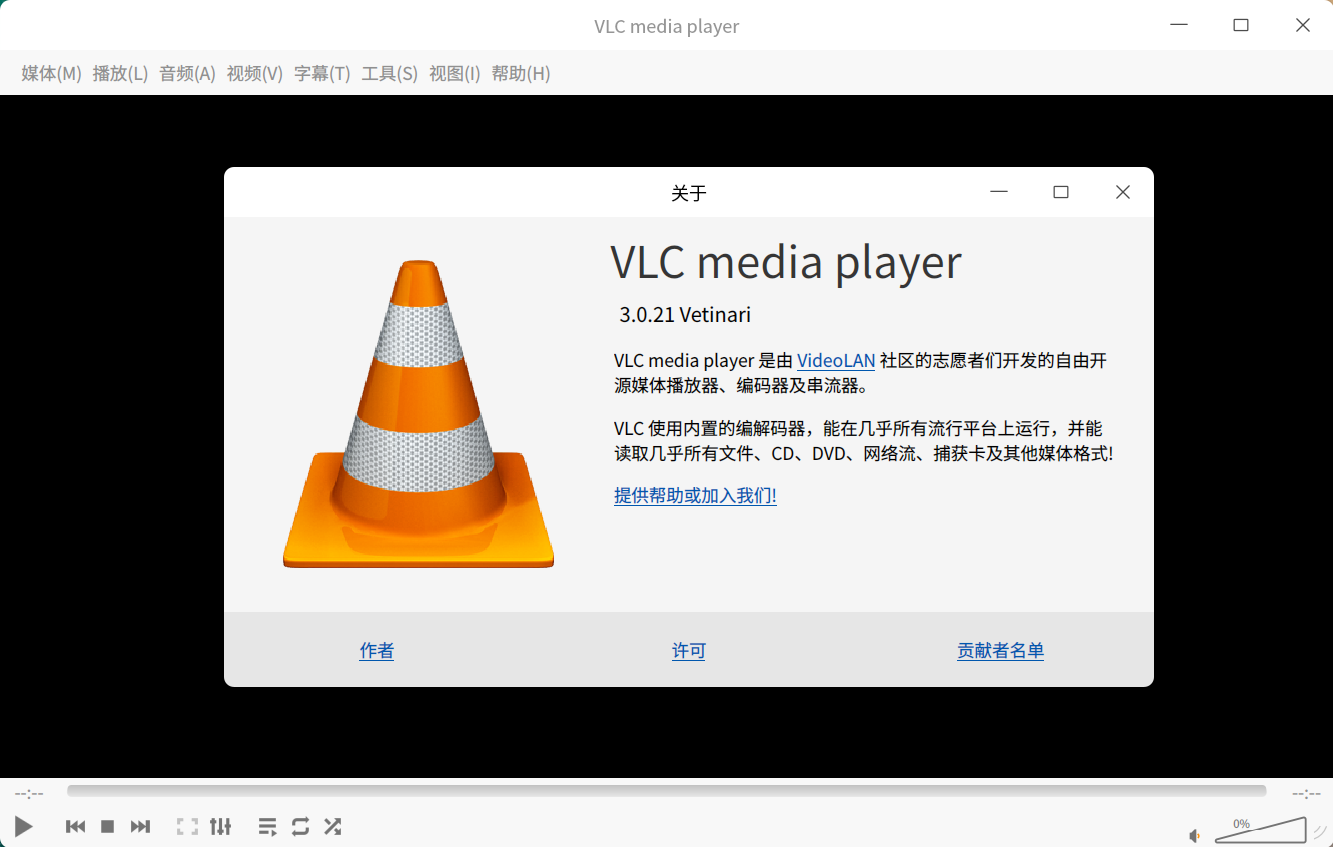 VLC media player
媒体(M) 播放(L) 音频(A) 视频(V) 字幕(T) 工具(S) 视图(I) 帮助(H)
关于
VLC media player
3.0.21 Vetinari
VLC media player 是由 VideoLAN 社区的志愿者们开发的自由开
源媒体播放器、编码器及串流器。
VLC 使用内置的编解码器，能在几乎所有流行平台上运行，并能
读取几乎所有文件、CD、DVD、网络流、捕获卡及其他媒体格式!
提供帮助或加入我们!
作者 许可 贡献者名单
--:-- --:--
0%